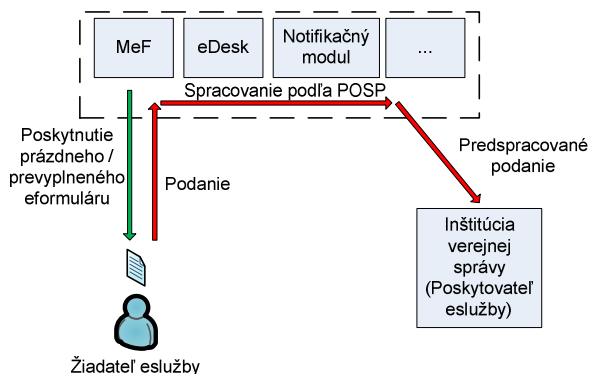 MeF
eDesk
Notifikačný
modul
...
Spracovanie podľa POSP
Poskytnutie
prázdneho /
prevyplneného
eformuláru
Podanie
Predspracované
podanie
Inštitúcia
verejnej
správy
(Poskytovateľ
eslužby)
Žiadateľ eslužby